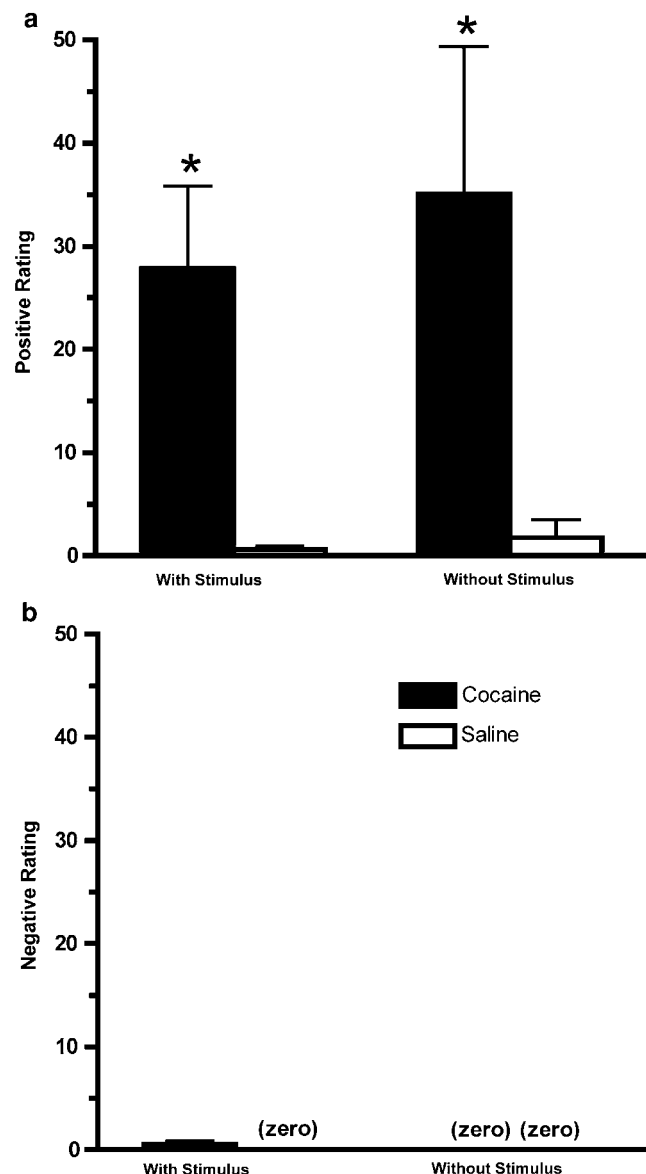 a
50
*
*
40
30
20
10
0
Positive Rating
With Stimulus
Without Stimulus
b
50
40
30
20
10
0
Negative Rating
Cocaine
Saline
(zero)
(zero) (zero)
With Stimulus
Without Stimulus